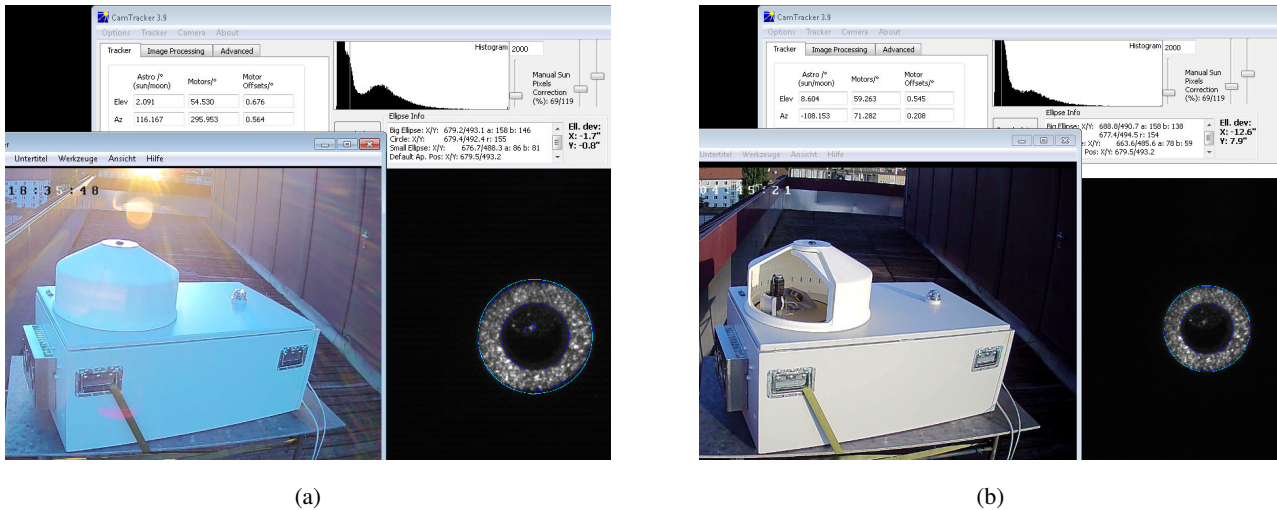 CamTracker 3.9
Options Tracker Camera About
Tracker Image Processing Advanced
Histogram 2000
Astro /° (sun/moon) Motors/° Motor Offsets/°
Elev 2.091 54.530 0.676
Az 116.167 295.953 0.564
Manual Sun
Pixels
Correction
(%): 69/119
Ellipse Info
Big Ellipse: X/Y: 679.2/493.1 a: 158 b: 146
Circle: X/Y: 679.4/492.4 r: 155
Small Ellipse: X/Y: 676.7/488.3 a: 86 b: 81
Default Ap. Pos: X/Y: 679.5/493.2
Ell. dev:
X: -1.7"
Y: -0.8"
Untertitel Werkzeuge Ansicht Hilfe
18:35:48
(a)
CamTracker 3.9
Options Tracker Camera About
Tracker Image Processing Advanced
Histogram 2000
Astro /° (sun/moon) Motors/° Motor Offsets/°
Elev 8.604 59.263 0.545
Az -108.153 71.282 0.208
Manual Sun
Pixels
Correction
(%): 69/119
Ellipse Info
Big Ellipse: X/Y: 688.8/490.7 a: 158 b: 138
677.4/494.5 r: 154
X/Y: 663.6/485.6 a: 78 b: 59
Pos: X/Y: 679.5/493.2
Ell. dev:
X: -12.6"
Y: 7.9"
Untertitel Werkzeuge Ansicht Hilfe
04:45:21
(b)